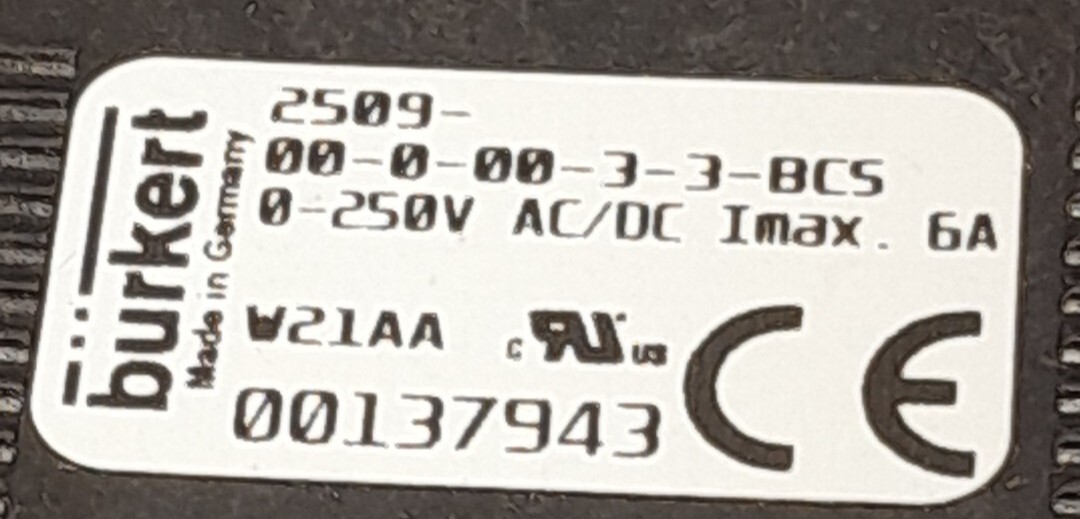 bürkert
Made in Germany
2509-
00-0-00-3-3-BCS
0-250V AC/DC Imax. 6A
W21AA
c RU us
CE
00137943